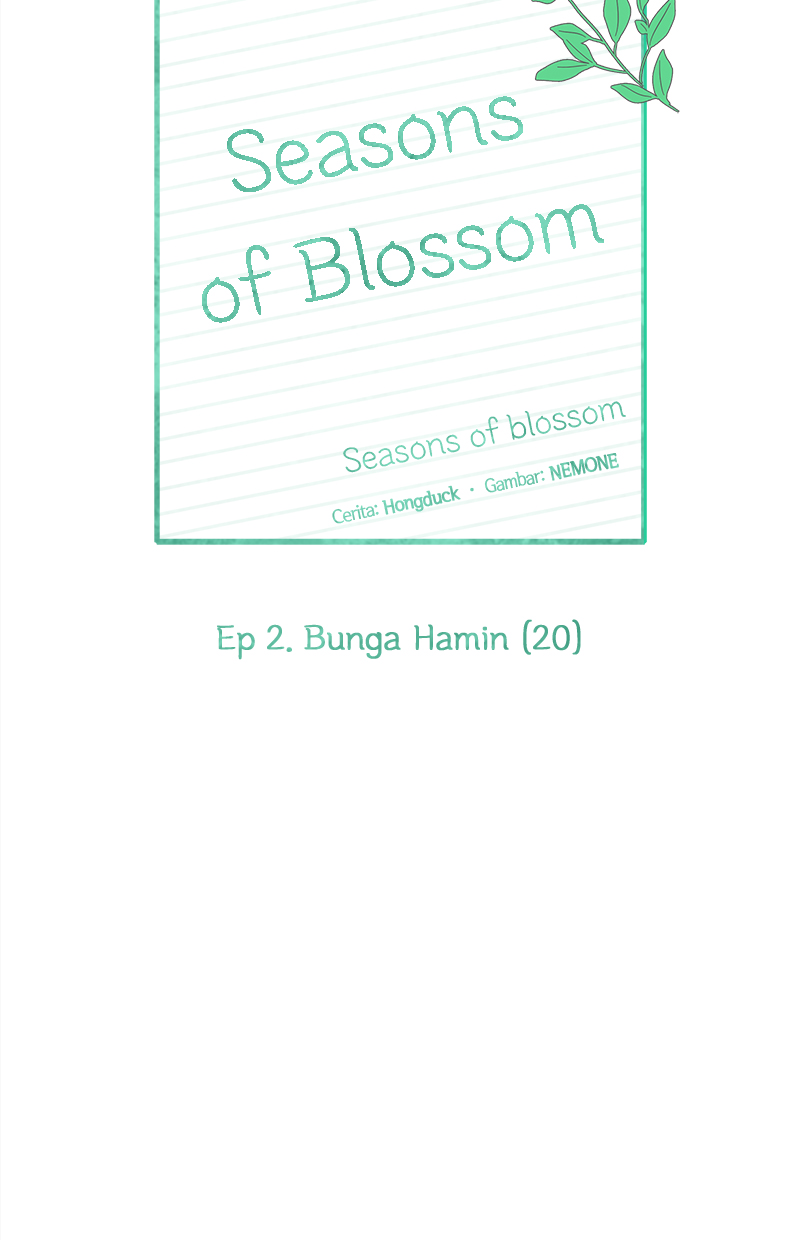 Seasons
of Blossom
Seasons of blossom
Cerita: Hongduck · Gambar: NEMONE
Ep 2. Bunga Hamin (20)